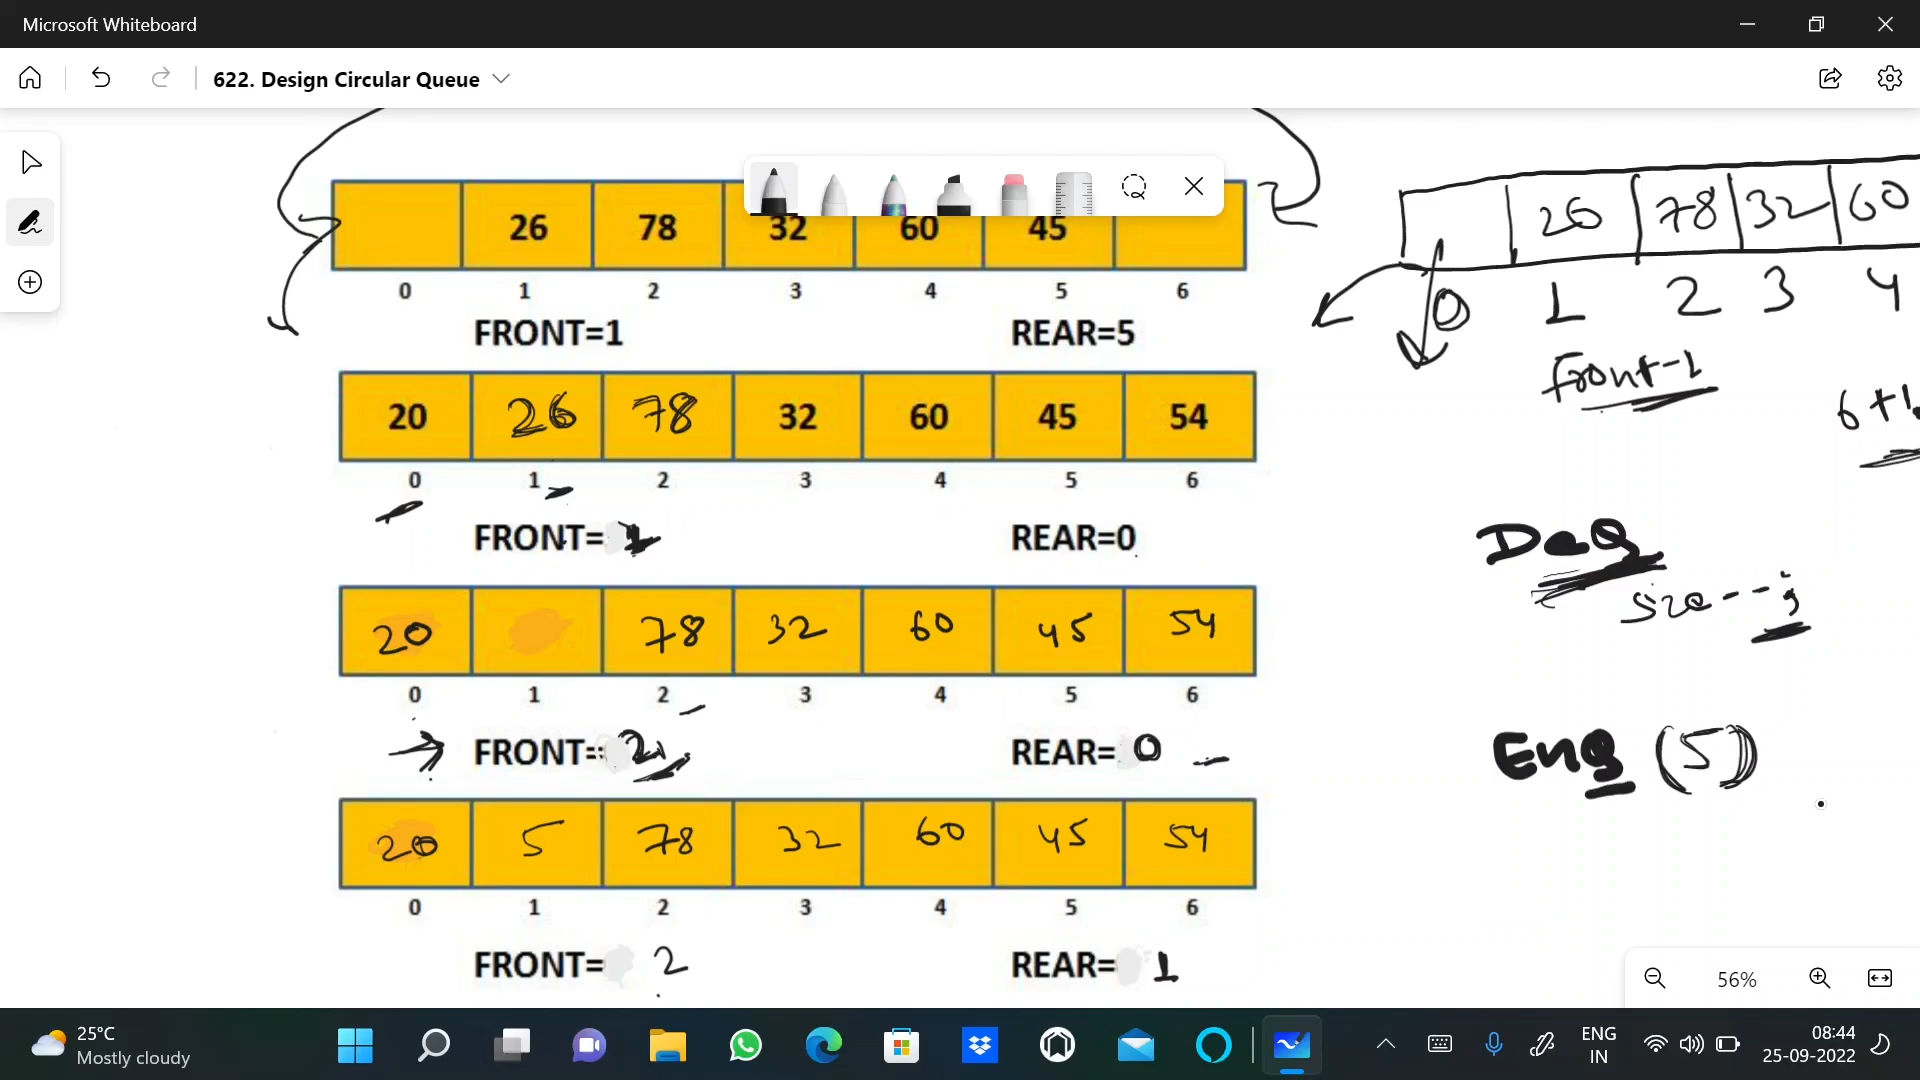 Microsoft Whiteboard
622. Design Circular Queue
26 78 32 60 45
0 1 2 3 4 5 6
FRONT=1 REAR=5
20 26 78 32 60 45 54
0 1 2 3 4 5 6
FRONT=1 REAR=0
20 78 32 60 45 54
0 1 2 3 4 5 6
FRONT=2 REAR=0
20 5 78 32 60 45 54
0 1 2 3 4 5 6
FRONT= 2 REAR= 1
26 78 32 60
0 1 2 3 4
front-1
6+1
DeQ
size--;
Enq (5)
56%
25°C
Mostly cloudy
ENG
IN
08:44
25-09-2022